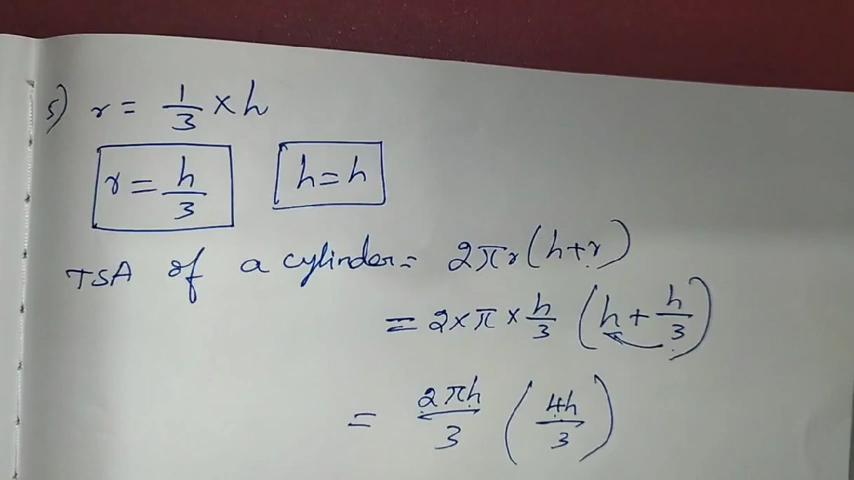 5) r = 1/3 × h
r = h/3 h = h
TSA of a cylinder = 2πr(h+r)
= 2×π×h/3 (h + h/3)
= 2πh/3 (4h/3)